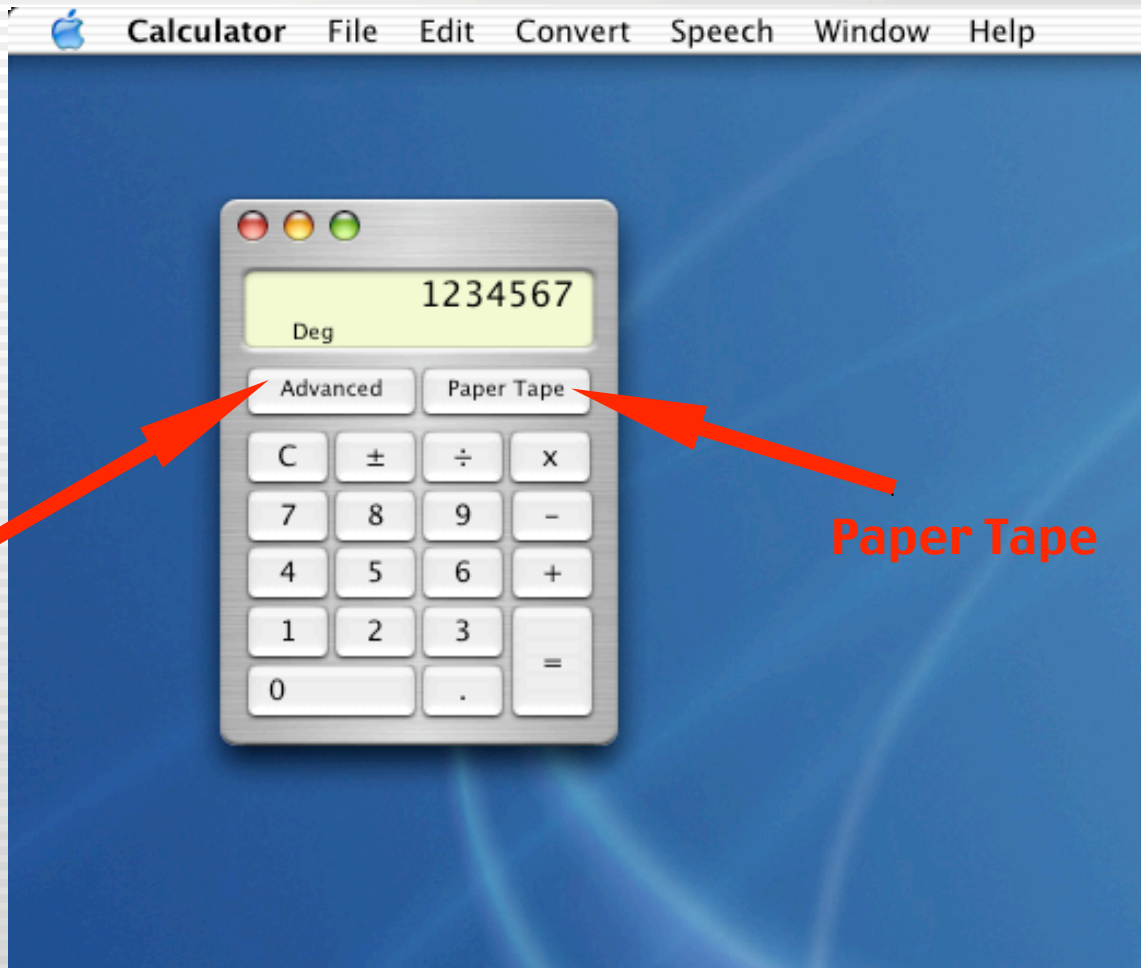 Calculator File Edit Convert Speech Window Help
1234567
Deg
Advanced Paper Tape
C ± ÷ x
7 8 9 –
4 5 6 +
1 2 3
=
0 .
Paper Tape